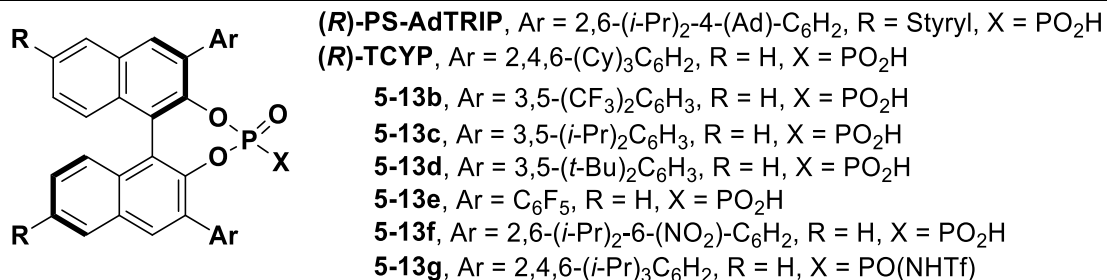 (R)-PS-AdTRIP, Ar = 2,6-(i-Pr)₂-4-(Ad)-C₆H₂, R = Styryl, X = PO₂H
(R)-TCYP, Ar = 2,4,6-(Cy)₃C₆H₂, R = H, X = PO₂H
5-13b, Ar = 3,5-(CF₃)₂C₆H₃, R = H, X = PO₂H
5-13c, Ar = 3,5-(i-Pr)₂C₆H₃, R = H, X = PO₂H
5-13d, Ar = 3,5-(t-Bu)₂C₆H₃, R = H, X = PO₂H
5-13e, Ar = C₆F₅, R = H, X = PO₂H
5-13f, Ar = 2,6-(i-Pr)₂-6-(NO₂)-C₆H₂, R = H, X = PO₂H
5-13g, Ar = 2,4,6-(i-Pr)₃C₆H₂, R = H, X = PO(NHTf)
R
Ar
O
O
P
O
X
R
Ar